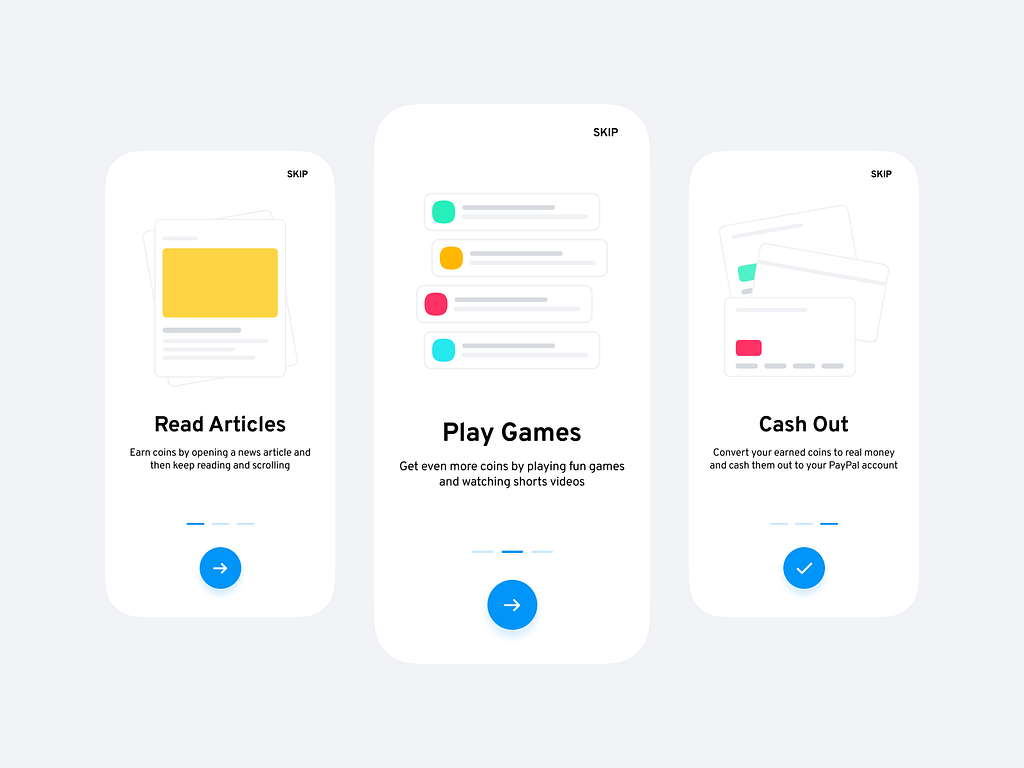 SKIP
Read Articles
Earn coins by opening a news article and
then keep reading and scrolling
SKIP
Play Games
Get even more coins by playing fun games
and watching shorts videos
SKIP
Cash Out
Convert your earned coins to real money
and cash them out to your PayPal account